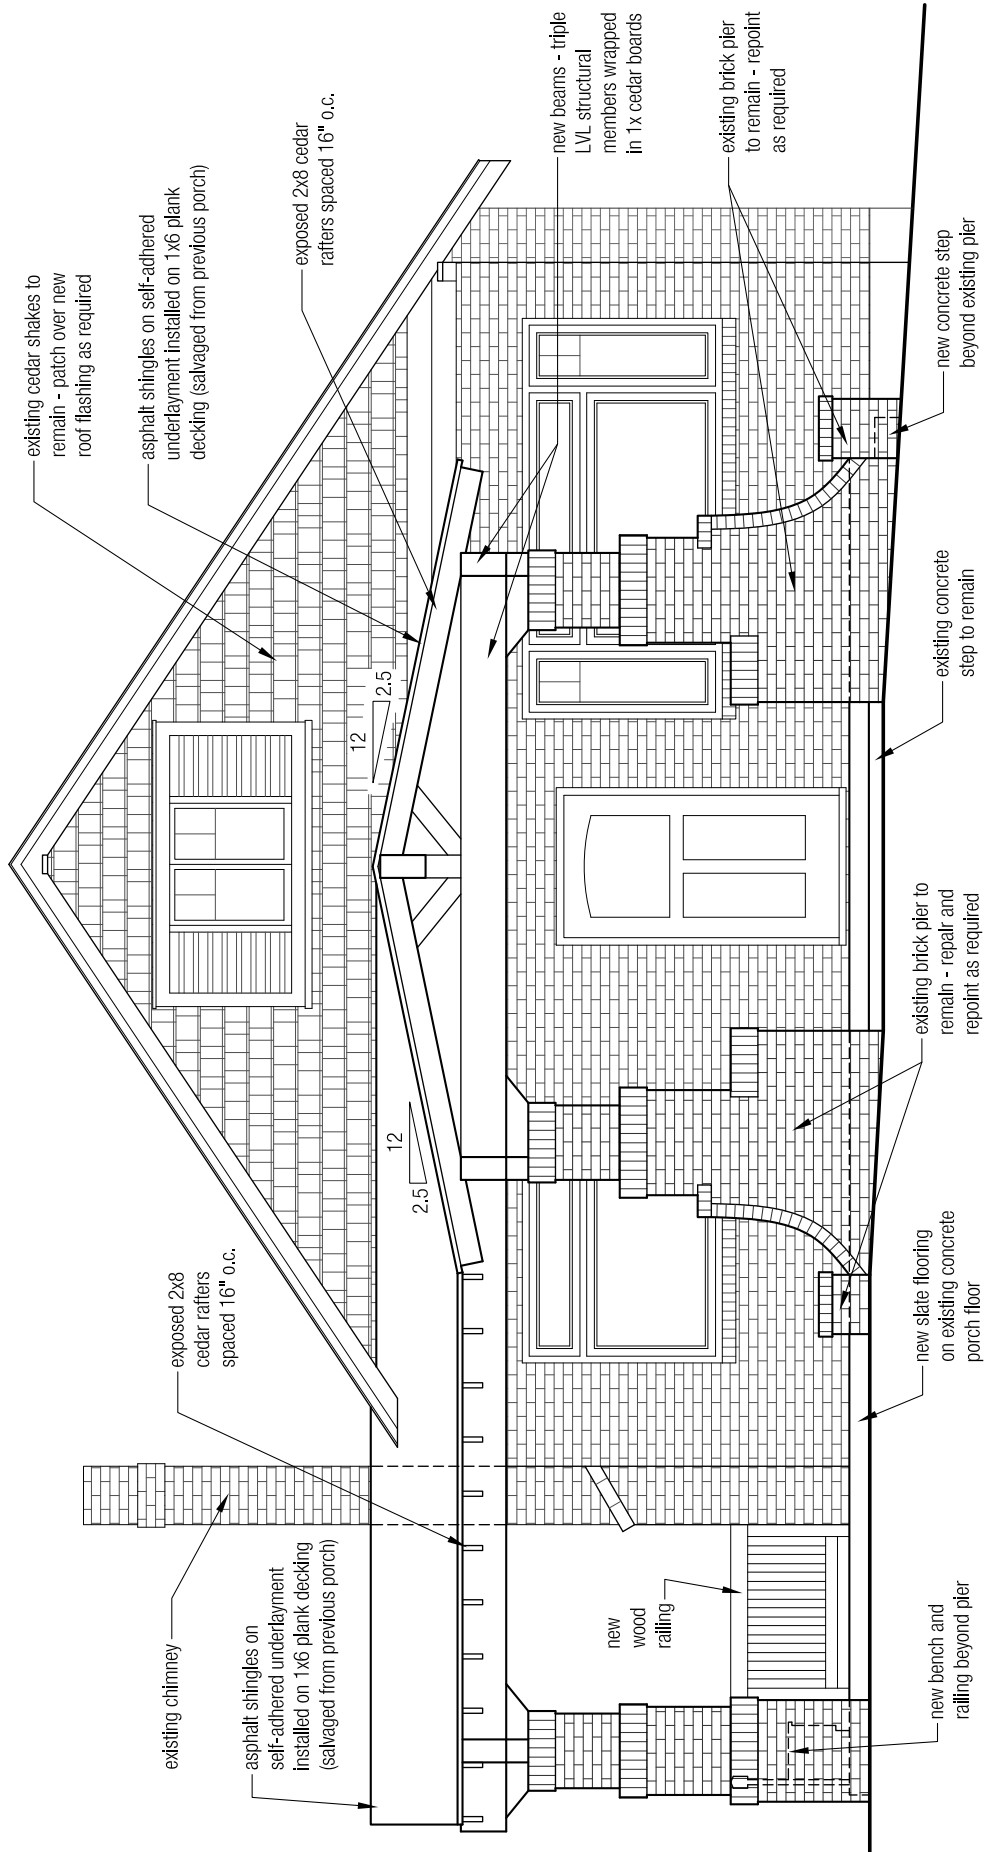 existing chimney
asphalt shingles on
self-adhered underlayment
installed on 1x6 plank decking
(salvaged from previous porch)
exposed 2x8
cedar rafters
spaced 16" o.c.
existing cedar shakes to
remain - patch over new
roof flashing as required
asphalt shingles on self-adhered
underlayment installed on 1x6 plank
decking (salvaged from previous porch)
exposed 2x8 cedar
rafters spaced 16" o.c.
12
2.5
12
2.5
new beams - triple
LVL structural
members wrapped
in 1x cedar boards
new
wood
railing
existing brick pier
to remain - repoint
as required
new bench and
railing beyond pier
new slate flooring
on existing concrete
porch floor
existing brick pier to
remain - repair and
repoint as required
existing concrete
step to remain
new concrete step
beyond existing pier